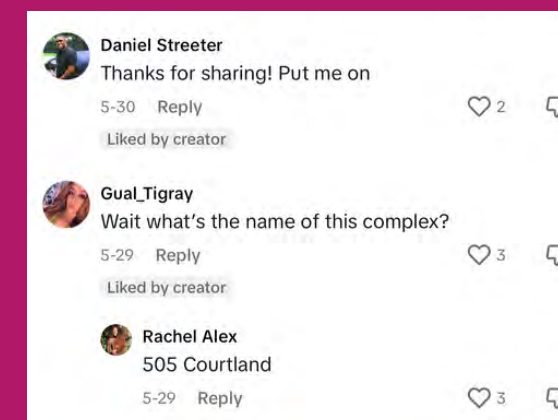 Daniel Streeter
Thanks for sharing! Put me on
5-30 Reply
2
Liked by creator
Gual_Tigray
Wait what's the name of this complex?
5-29 Reply
3
Liked by creator
Rachel Alex
505 Courtland
5-29 Reply
3